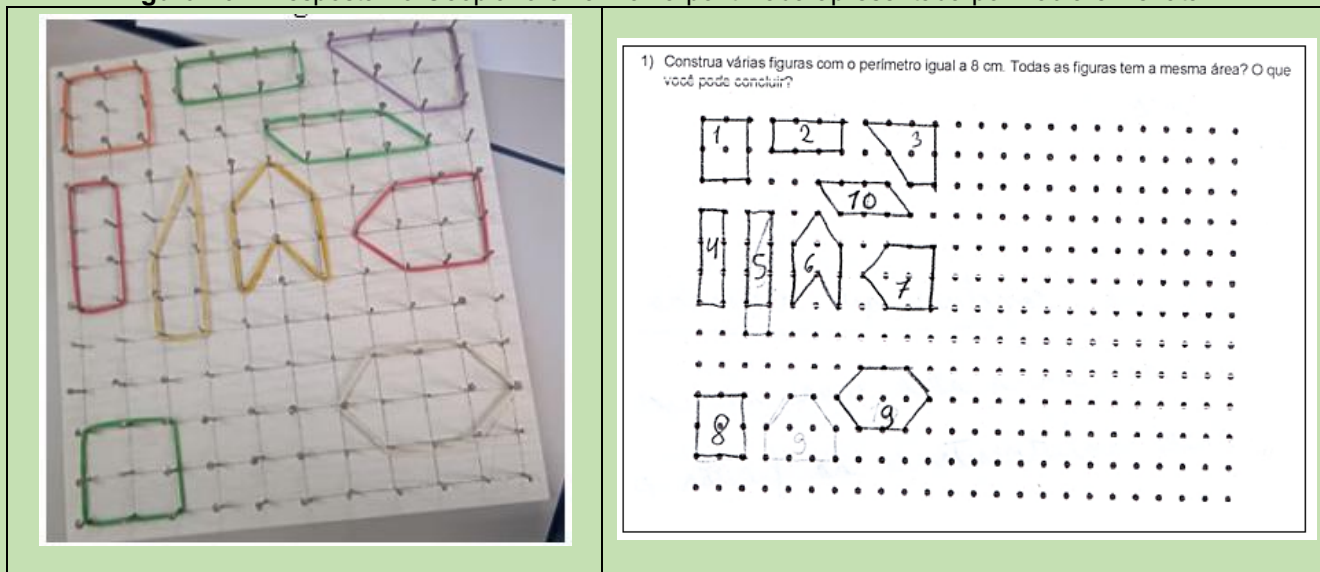 1) Construa várias figuras com o perímetro igual a 8 cm. Todas as figuras tem a mesma área? O que
você pode concluir?
1 2 3
10
4 5 6 7
8 9 9